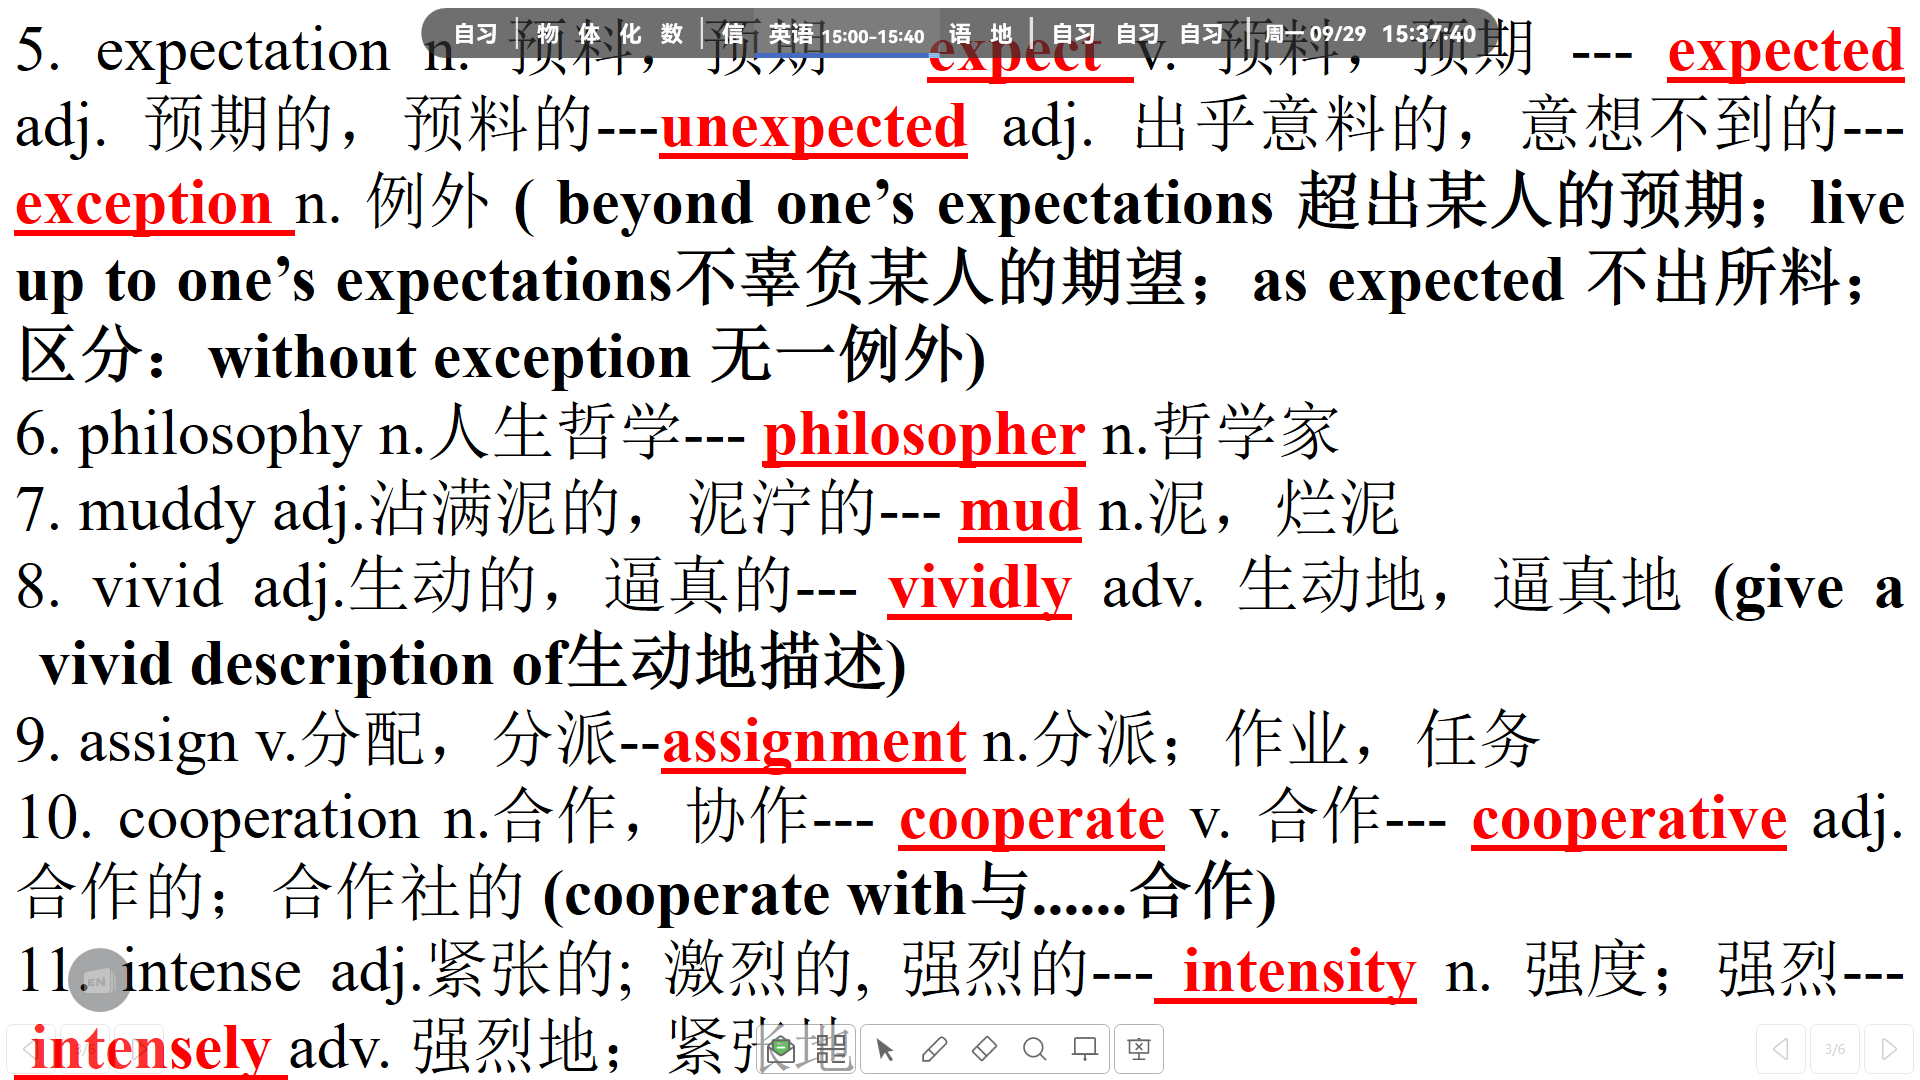 自习 物 体 化 数 信 英语 15:00-15:40 语 地 自习 自习 自习 周一 09/29 15:37:40
5. expectation n. 预料，预期 expect v. 预料，预期 --- expected
adj. 预期的，预料的---unexpected adj. 出乎意料的，意想不到的---
exception n. 例外 ( beyond one’s expectations 超出某人的预期；live
up to one’s expectations不辜负某人的期望；as expected 不出所料；
区分：without exception 无一例外)
6. philosophy n.人生哲学--- philosopher n.哲学家
7. muddy adj.沾满泥的，泥泞的--- mud n.泥，烂泥
8. vivid adj.生动的，逼真的--- vividly adv. 生动地，逼真地 (give a
vivid description of生动地描述)
9. assign v.分配，分派--assignment n.分派；作业，任务
10. cooperation n.合作，协作--- cooperate v. 合作--- cooperative adj.
合作的；合作社的 (cooperate with与......合作)
11. intense adj.紧张的; 激烈的, 强烈的--- intensity n. 强度；强烈---
EN
intensely adv. 强烈地；紧张地
3/6
3/6